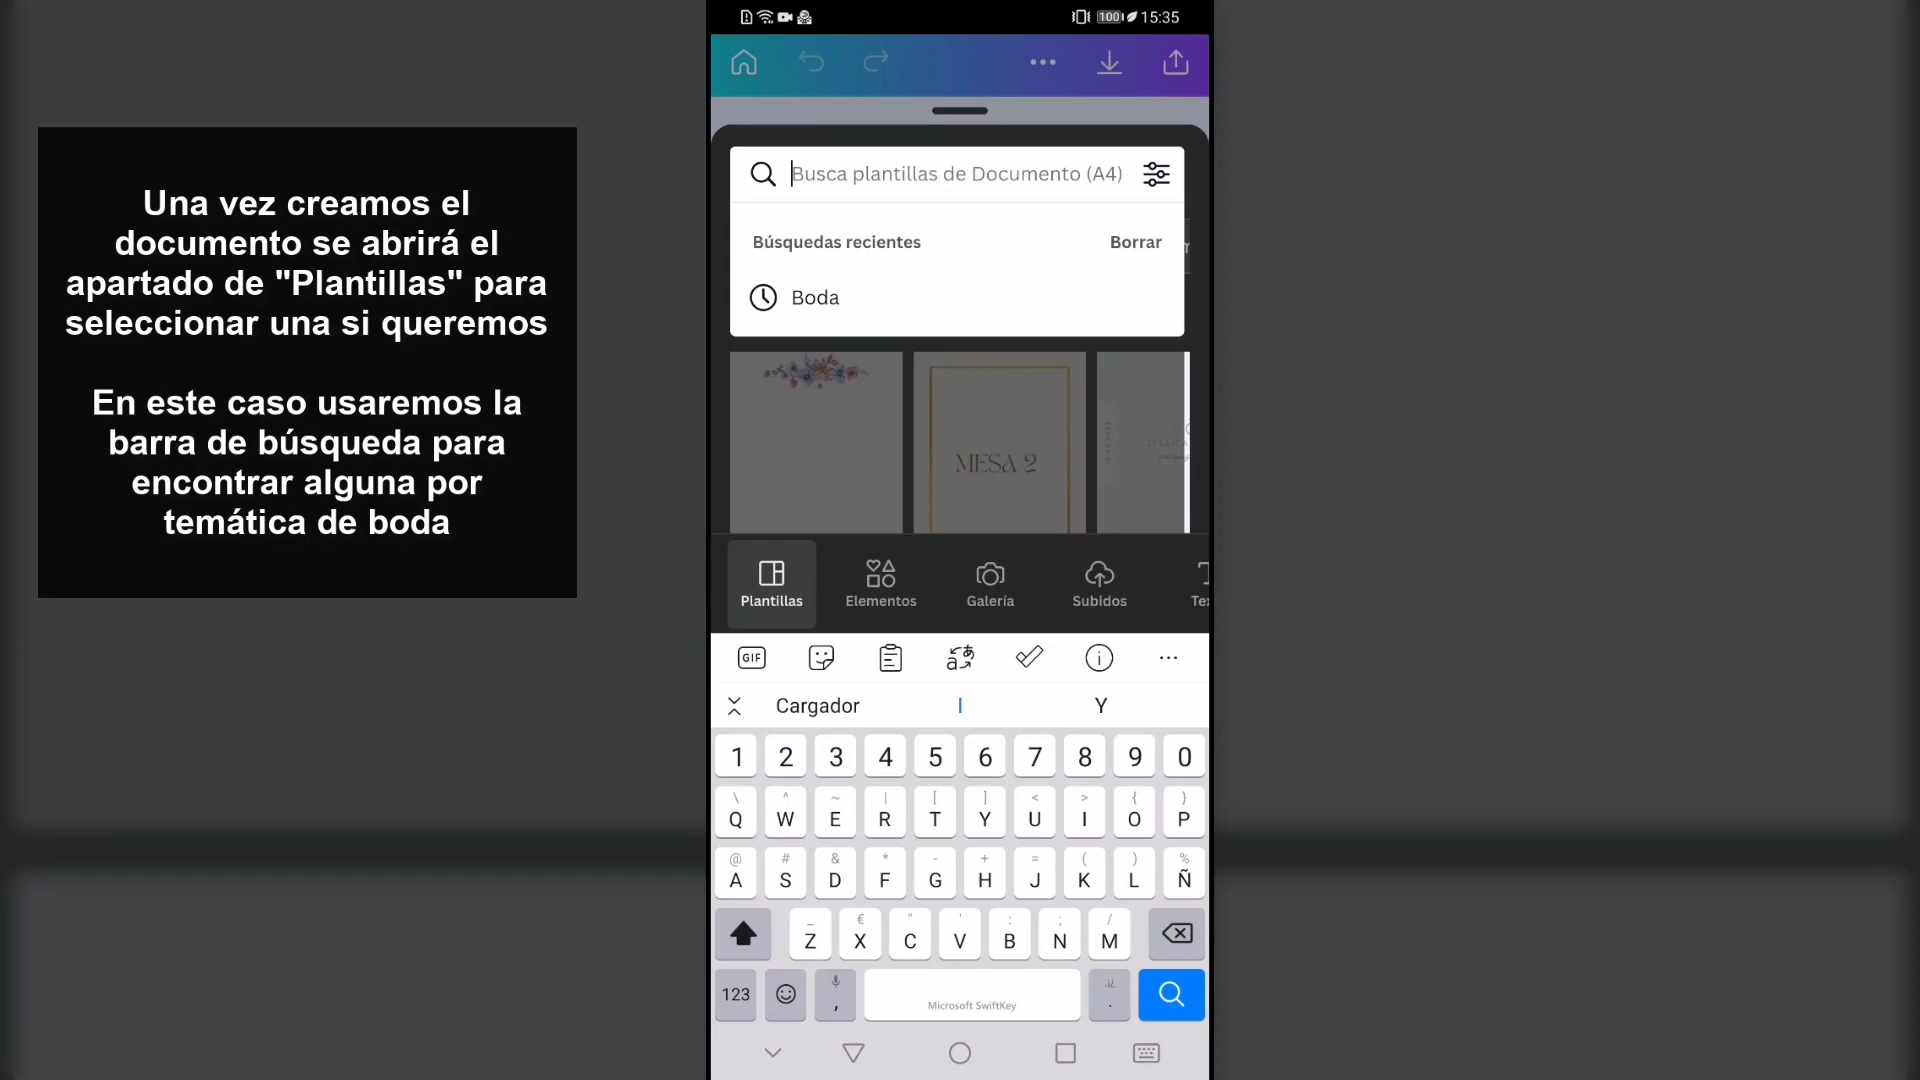 Una vez creamos el
documento se abrirá el
apartado de "Plantillas" para
seleccionar una si queremos
En este caso usaremos la
barra de búsqueda para
encontrar alguna por
temática de boda
100 15:35
Busca plantillas de Documento (A4)
Búsquedas recientes Borrar
Boda
MESA 2
Plantillas Elementos Galería Subidos
GIF
Cargador I Y
1 2 3 4 5 6 7 8 9 0
\ ^ ~ | [ ] < > { }
Q W E R T Y U I O P
@ # & * - + = ( ) %
A S D F G H J K L Ñ
_ € " ' : ; /
Z X C V B N M
123 , Microsoft SwiftKey .